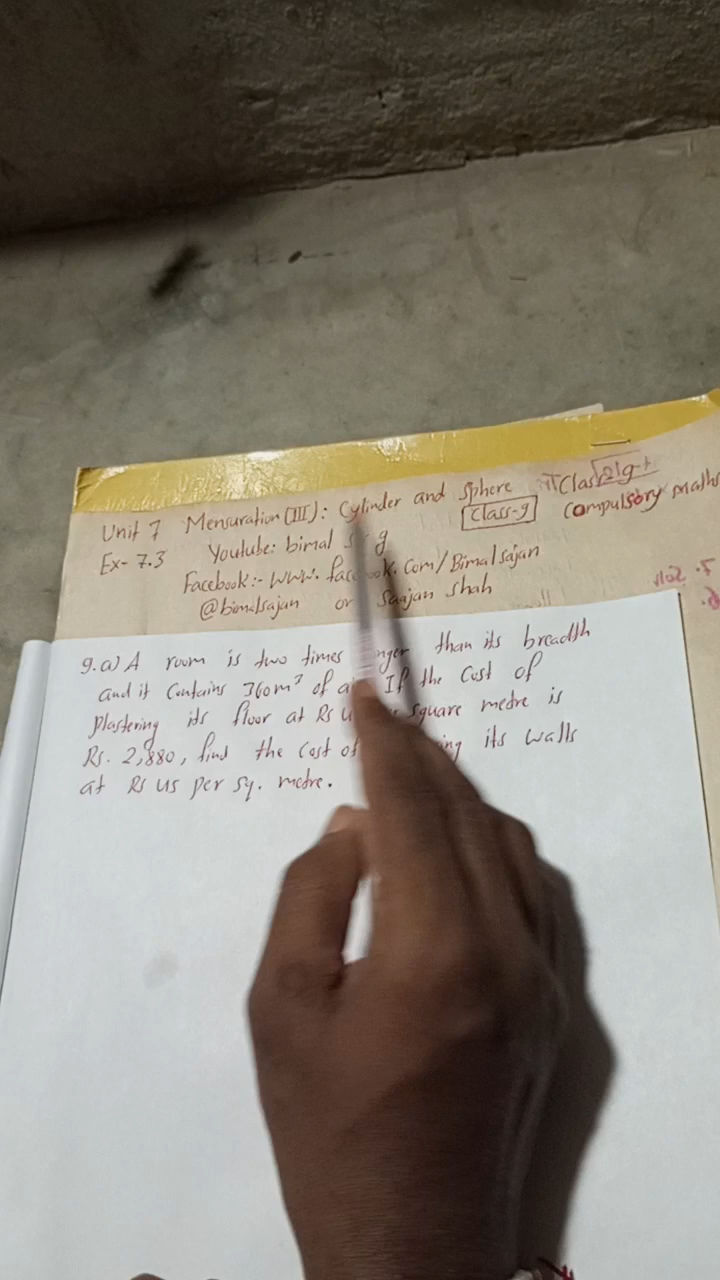 Unit 7 Mensuration (III): Cylinder and Sphere
Class-9 Compulsory maths
Ex- 7.3 Youtube: bimal
Facebook:- www. .com/Bimalsajan
@bimalsajan or Saajan Shah
9.a) A room is two times than its breadth
and it Contains 360m³ of If the Cost of
plastering its floor at Rs square metre is
Rs. 2,880, find the Cost of its walls
at Rs us per sq. metre.